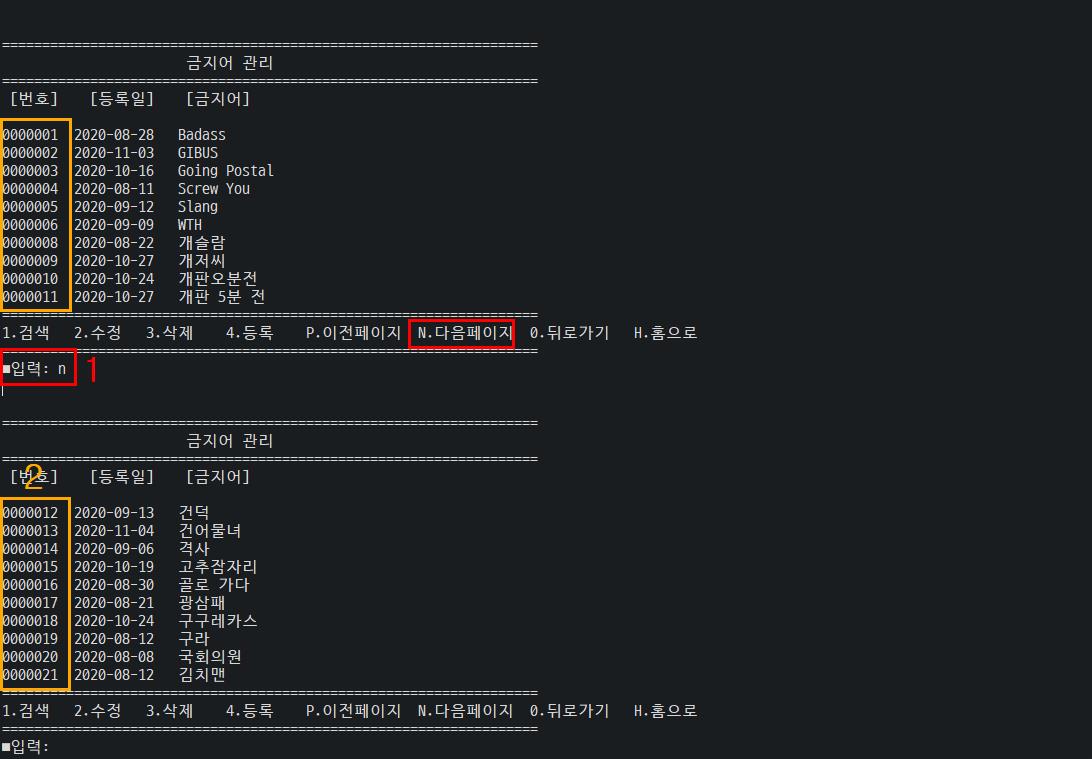 ======================================================================
금지어 관리
======================================================================
[번호] [등록일] [금지어]
0000001 2020-08-28 Badass
0000002 2020-11-03 GIBUS
0000003 2020-10-16 Going Postal
0000004 2020-08-11 Screw You
0000005 2020-09-12 Slang
0000006 2020-09-09 WTH
0000008 2020-08-22 개슬람
0000009 2020-10-27 개저씨
0000010 2020-10-24 개판오분전
0000011 2020-10-27 개판 5분 전
======================================================================
1.검색 2.수정 3.삭제 4.등록 P.이전페이지 N.다음페이지 0.뒤로가기 H.홈으로
======================================================================
■입력: n 1
======================================================================
금지어 관리
======================================================================
[번호] [등록일] [금지어]
2
0000012 2020-09-13 건덕
0000013 2020-11-04 건어물녀
0000014 2020-09-06 격사
0000015 2020-10-19 고추잠자리
0000016 2020-08-30 골로 가다
0000017 2020-08-21 광삼패
0000018 2020-10-24 구구레카스
0000019 2020-08-12 구라
0000020 2020-08-08 국회의원
0000021 2020-08-12 김치맨
======================================================================
1.검색 2.수정 3.삭제 4.등록 P.이전페이지 N.다음페이지 0.뒤로가기 H.홈으로
======================================================================
■입력: